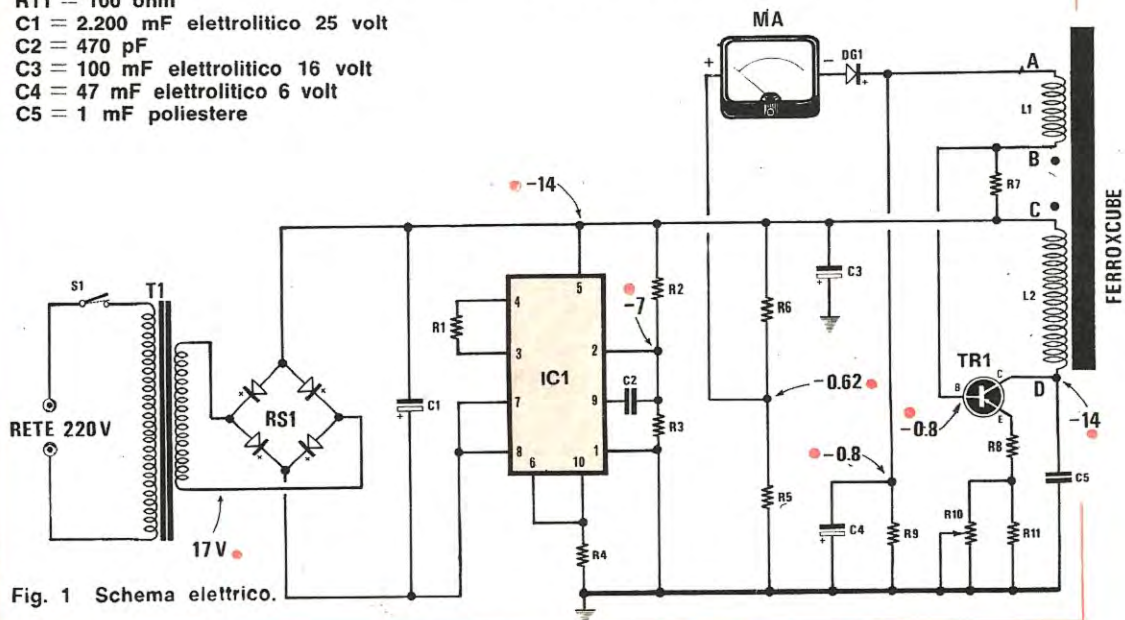 R11 = 100 ohm
C1 = 2.200 mF elettrolitico 25 volt
C2 = 470 pF
C3 = 100 mF elettrolitico 16 volt
C4 = 47 mF elettrolitico 6 volt
C5 = 1 mF poliestere
MA
+
−
DG1
+
A
L1
B
R7
C
FERROXCUBE
-14
S1
T1
5
4
R1
3
R2
-7
2
IC1
C2
9
R3
7
8
1
6
10
R4
R6
C3
+
L2
TR1
C
B
E
D
-0.62
-0.8
-14
-0.8
R8
RETE 220V
RS1
+
+
+
+
C1
+
R5
C4
+
R9
R10
R11
C5
17V
Fig. 1 Schema elettrico.